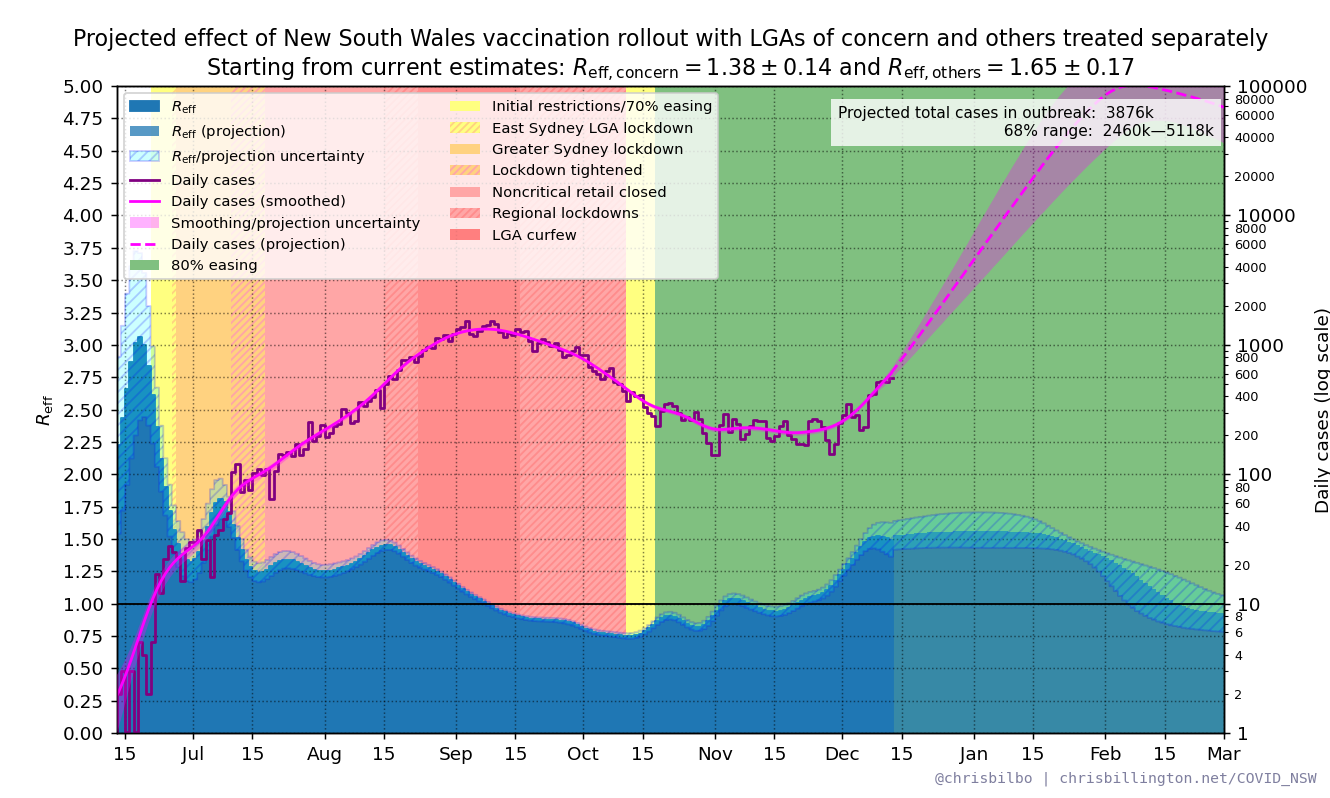 Projected effect of New South Wales vaccination rollout with LGAs of concern and others treated separately
Starting from current estimates: Reff, concern = 1.38 ± 0.14 and Reff, others = 1.65 ± 0.17
Reff
Reff (projection)
Reff/projection uncertainty
Daily cases
Daily cases (smoothed)
Smoothing/projection uncertainty
Daily cases (projection)
80% easing
Initial restrictions/70% easing
East Sydney LGA lockdown
Greater Sydney lockdown
Lockdown tightened
Noncritical retail closed
Regional lockdowns
LGA curfew
Projected total cases in outbreak: 3876k
68% range: 2460k—5118k
Reff
5.00
4.75
4.50
4.25
4.00
3.75
3.50
3.25
3.00
2.75
2.50
2.25
2.00
1.75
1.50
1.25
1.00
0.75
0.50
0.25
0.00
100000
80000
60000
40000
20000
10000
8000
6000
4000
2000
1000
800
600
400
200
100
80
60
40
20
10
8
6
4
2
1
Daily cases (log scale)
15 Jul 15 Aug 15 Sep 15 Oct 15 Nov 15 Dec 15 Jan 15 Feb 15 Mar
@chrisbilbo | chrisbillington.net/COVID_NSW